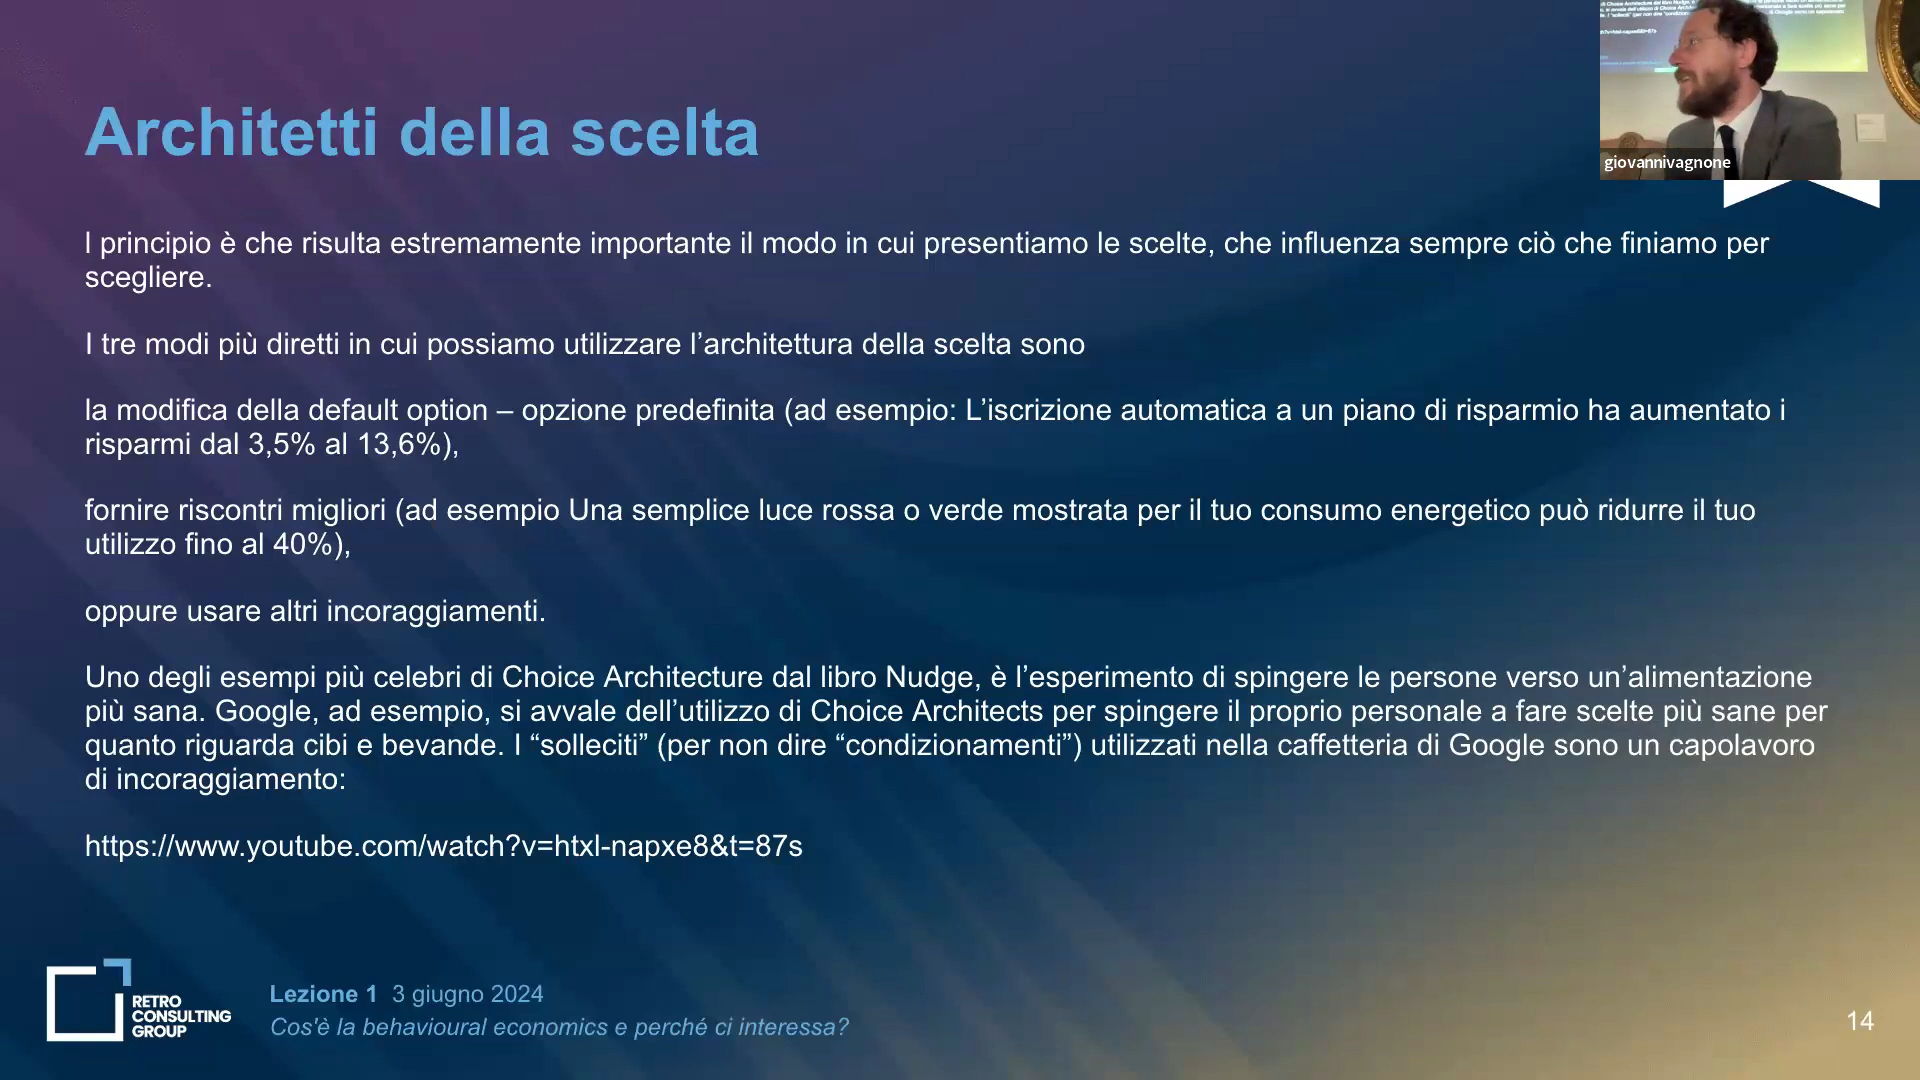 Architetti della scelta
giovannivagnone
l principio è che risulta estremamente importante il modo in cui presentiamo le scelte, che influenza sempre ciò che finiamo per
scegliere.
I tre modi più diretti in cui possiamo utilizzare l’architettura della scelta sono
la modifica della default option – opzione predefinita (ad esempio: L’iscrizione automatica a un piano di risparmio ha aumentato i
risparmi dal 3,5% al 13,6%),
fornire riscontri migliori (ad esempio Una semplice luce rossa o verde mostrata per il tuo consumo energetico può ridurre il tuo
utilizzo fino al 40%),
oppure usare altri incoraggiamenti.
Uno degli esempi più celebri di Choice Architecture dal libro Nudge, è l’esperimento di spingere le persone verso un’alimentazione
più sana. Google, ad esempio, si avvale dell’utilizzo di Choice Architects per spingere il proprio personale a fare scelte più sane per
quanto riguarda cibi e bevande. I “solleciti” (per non dire “condizionamenti”) utilizzati nella caffetteria di Google sono un capolavoro
di incoraggiamento:
https://www.youtube.com/watch?v=htxl-napxe8&t=87s
RETRO
CONSULTING
GROUP
Lezione 1 3 giugno 2024
Cos'è la behavioural economics e perché ci interessa?
14